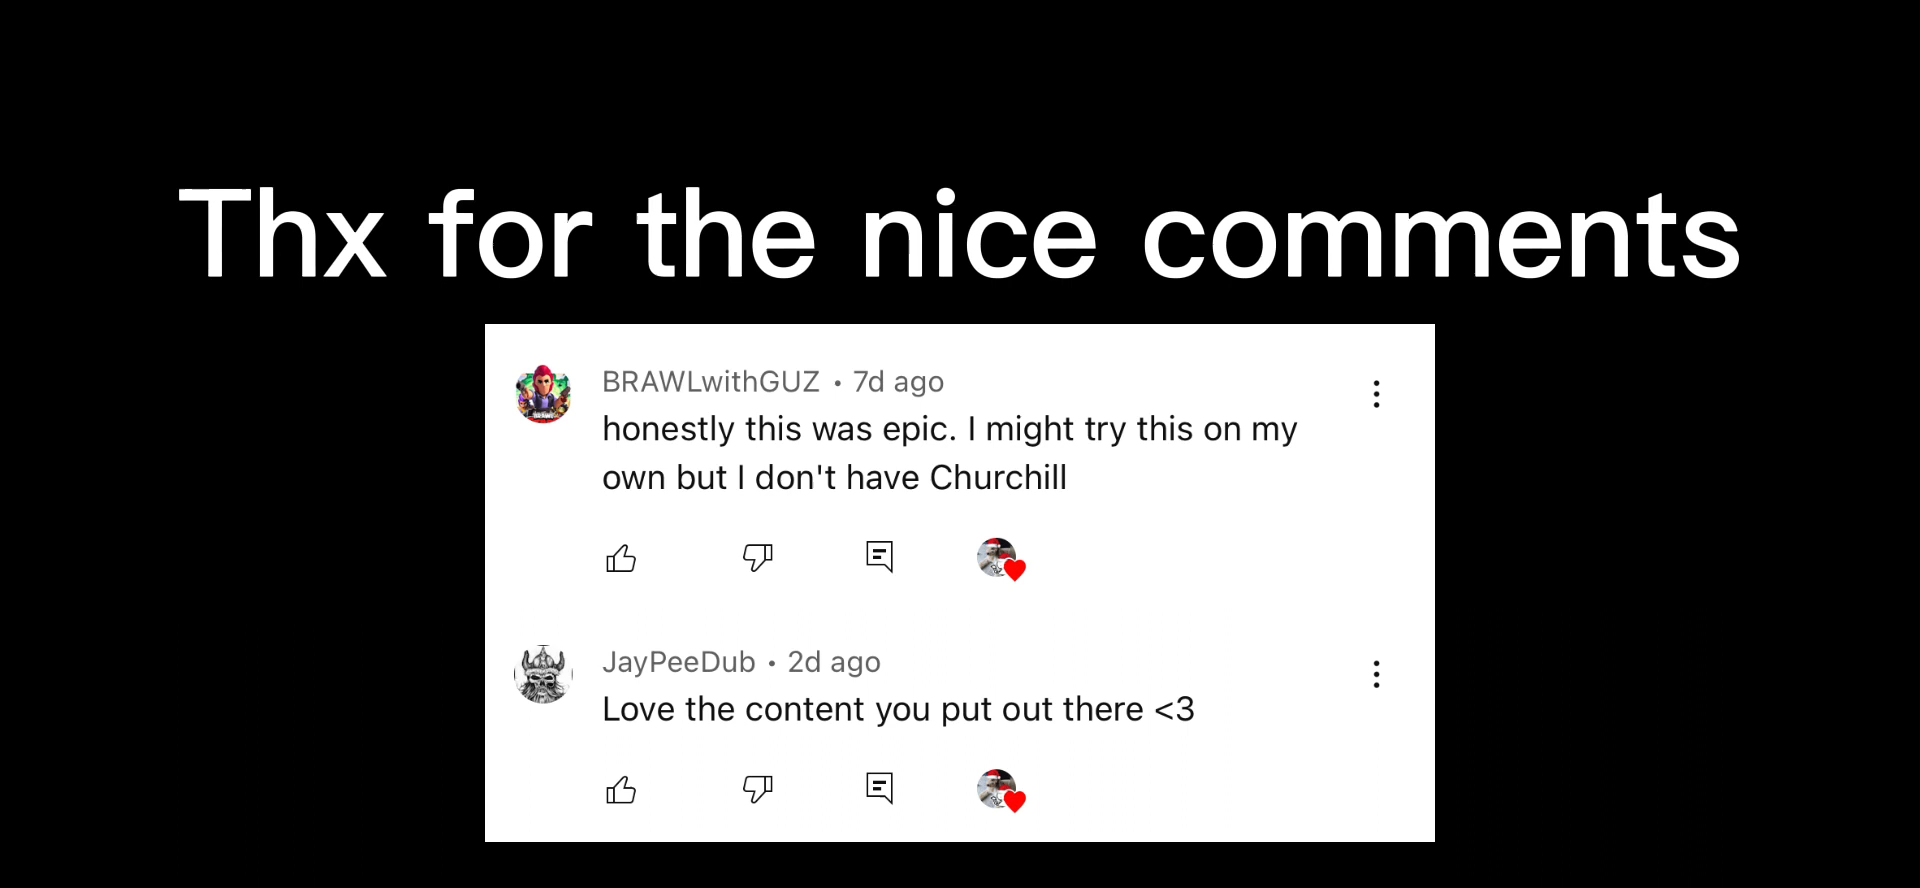 Thx for the nice comments
BRAWLwithGUZ • 7d ago
honestly this was epic. I might try this on my
own but I don't have Churchill
JayPeeDub • 2d ago
Love the content you put out there <3